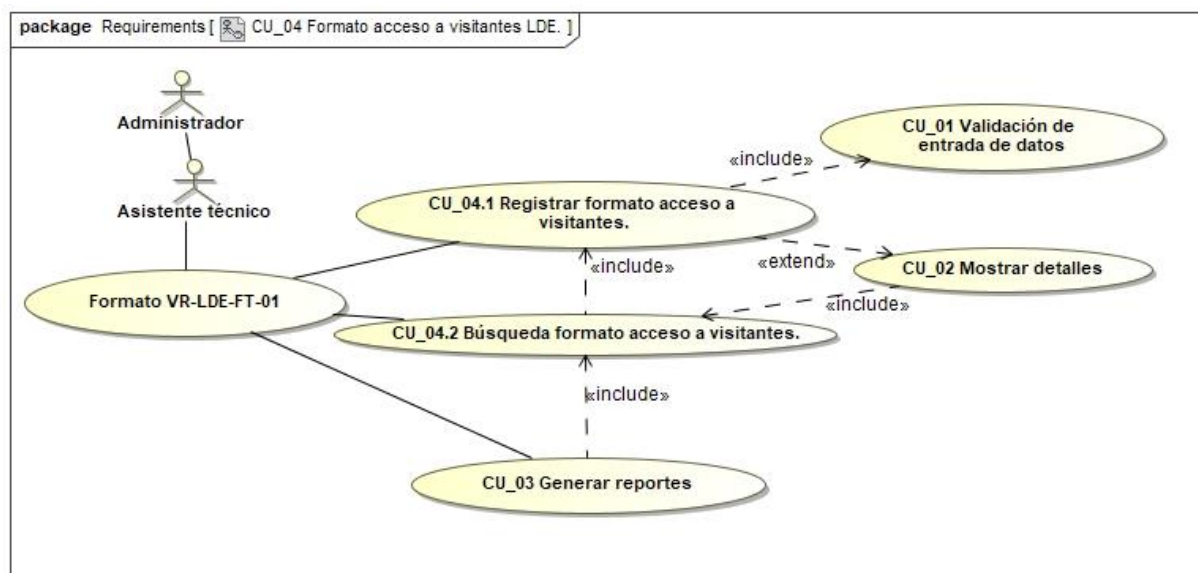 package Requirements [ CU_04 Formato acceso a visitantes LDE. ]
Administrador
Asistente técnico
Formato VR-LDE-FT-01
CU_04.1 Registrar formato acceso a
visitantes.
«include»
CU_01 Validación de
entrada de datos
«extend»
CU_02 Mostrar detalles
«include»
«include»
CU_04.2 Búsqueda formato acceso a visitantes.
«include»
CU_03 Generar reportes